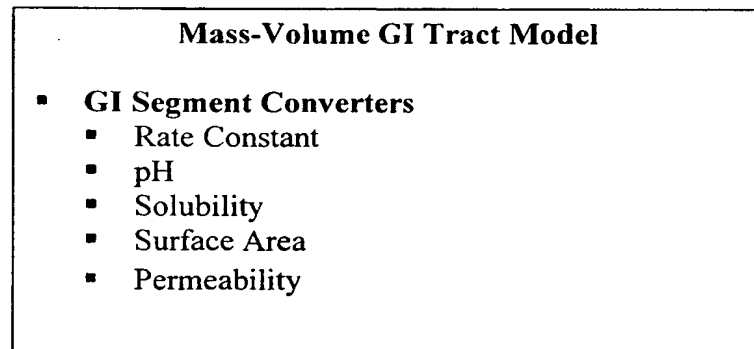 Mass-Volume GI Tract Model
▪ GI Segment Converters
▪ Rate Constant
▪ pH
▪ Solubility
▪ Surface Area
▪ Permeability